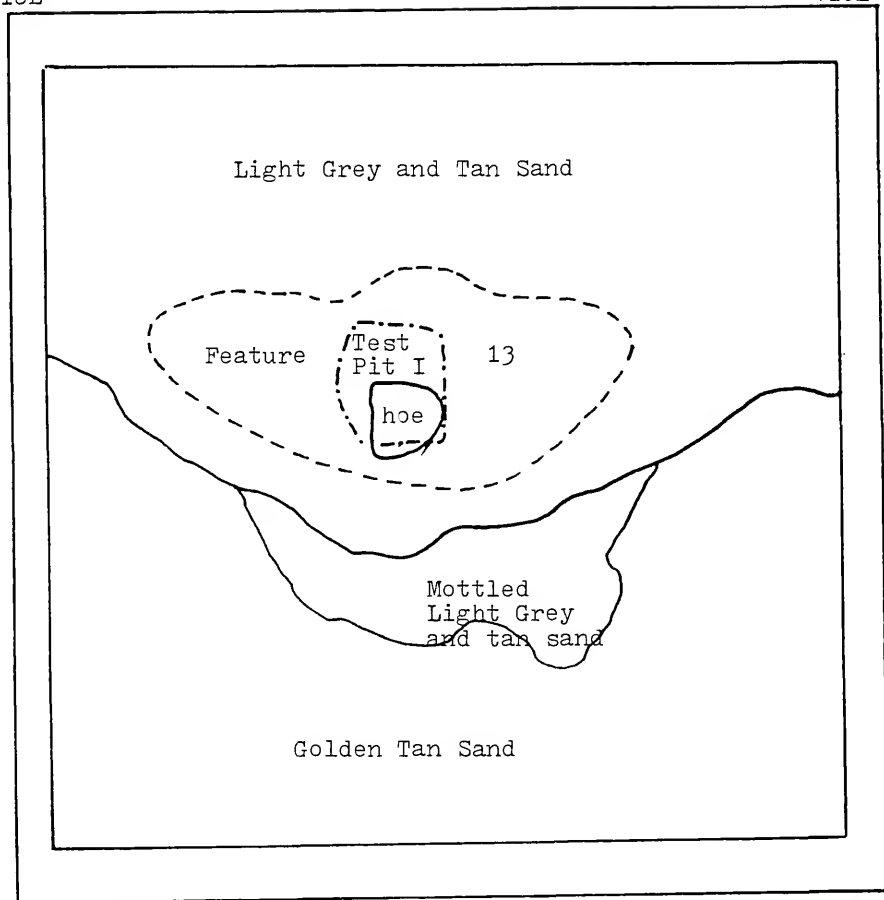 Light Grey and Tan Sand
Feature
Test
Pit I
13
hoe
Mottled
Light Grey
and tan sand
Golden Tan Sand